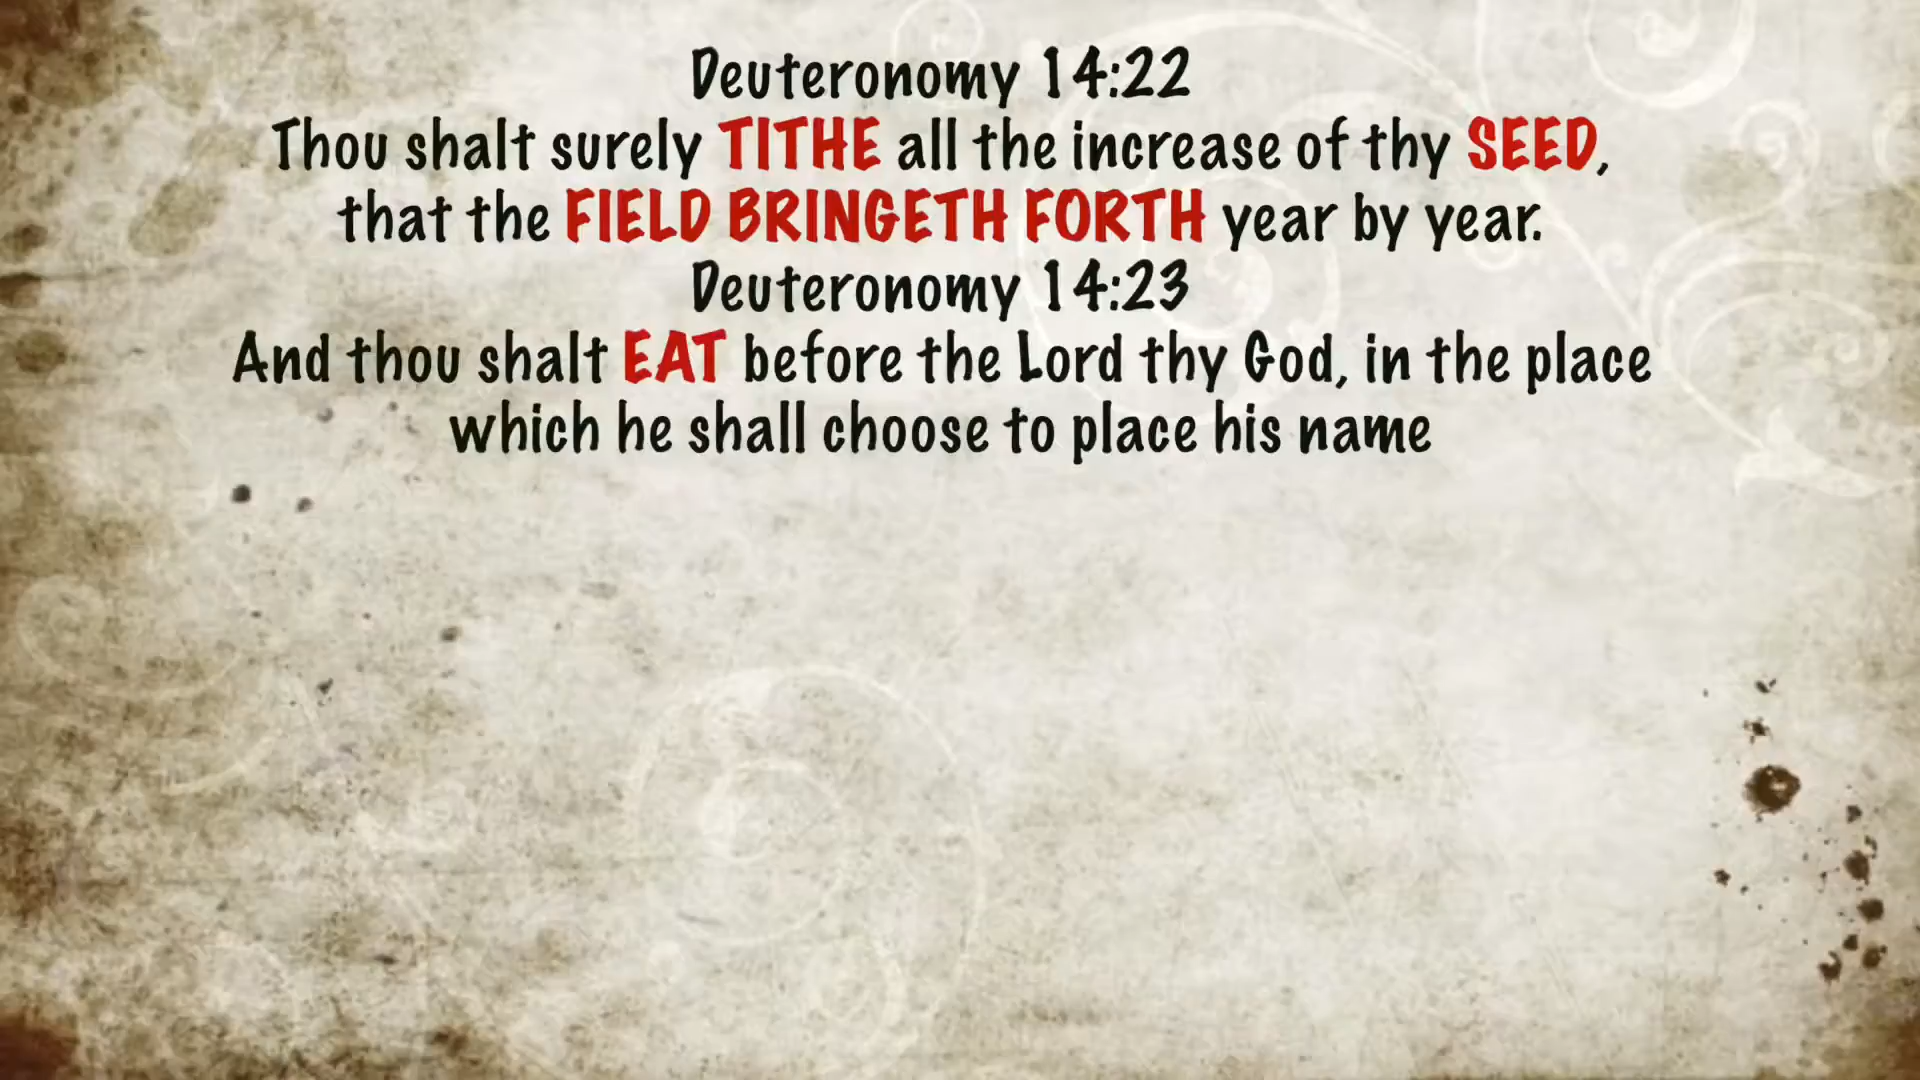 Deuteronomy 14:22
Thou shalt surely TITHE all the increase of thy SEED,
that the FIELD BRINGETH FORTH year by year.
Deuteronomy 14:23
And thou shalt EAT before the Lord thy God, in the place
which he shall choose to place his name